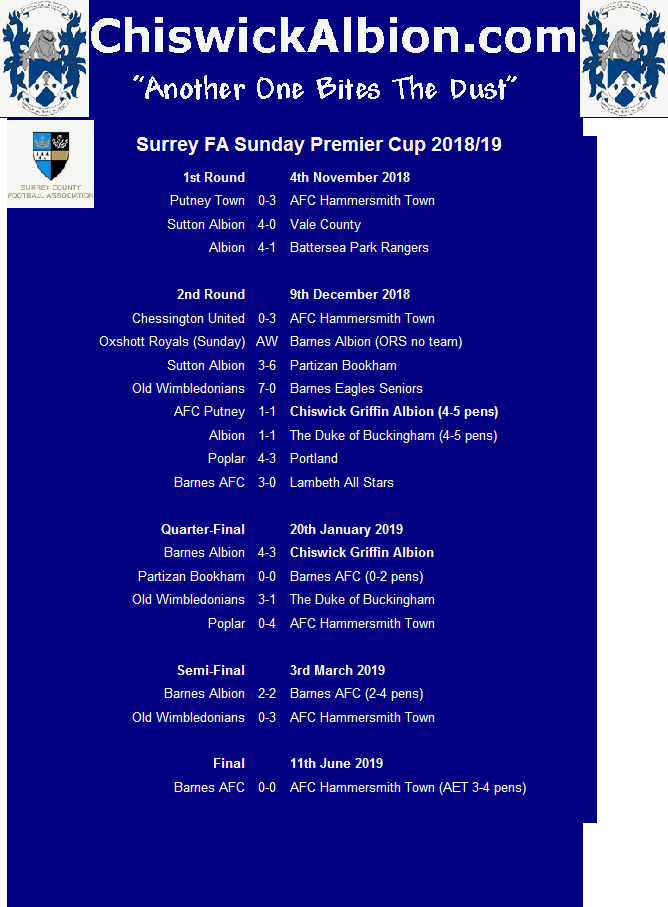 ChiswickAlbion.com
"Another One Bites The Dust"
SURREY COUNTY
FOOTBALL ASSOCIATION
Surrey FA Sunday Premier Cup 2018/19
1st Round 4th November 2018
Putney Town 0-3 AFC Hammersmith Town
Sutton Albion 4-0 Vale County
Albion 4-1 Battersea Park Rangers
2nd Round 9th December 2018
Chessington United 0-3 AFC Hammersmith Town
Oxshott Royals (Sunday) AW Barnes Albion (ORS no team)
Sutton Albion 3-6 Partizan Bookham
Old Wimbledonians 7-0 Barnes Eagles Seniors
AFC Putney 1-1 Chiswick Griffin Albion (4-5 pens)
Albion 1-1 The Duke of Buckingham (4-5 pens)
Poplar 4-3 Portland
Barnes AFC 3-0 Lambeth All Stars
Quarter-Final 20th January 2019
Barnes Albion 4-3 Chiswick Griffin Albion
Partizan Bookham 0-0 Barnes AFC (0-2 pens)
Old Wimbledonians 3-1 The Duke of Buckingham
Poplar 0-4 AFC Hammersmith Town
Semi-Final 3rd March 2019
Barnes Albion 2-2 Barnes AFC (2-4 pens)
Old Wimbledonians 0-3 AFC Hammersmith Town
Final 11th June 2019
Barnes AFC 0-0 AFC Hammersmith Town (AET 3-4 pens)